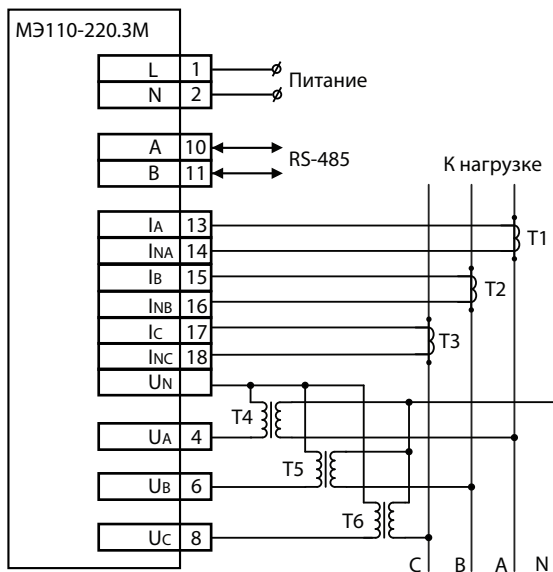 МЭ110-220.3М
L 1
N 2
Питание
A 10
B 11
RS-485
К нагрузке
IA 13
INA 14
IB 15
INB 16
IC 17
INC 18
UN
UA 4
UB 6
UC 8
T1
T2
T3
T4
T5
T6
C B A N